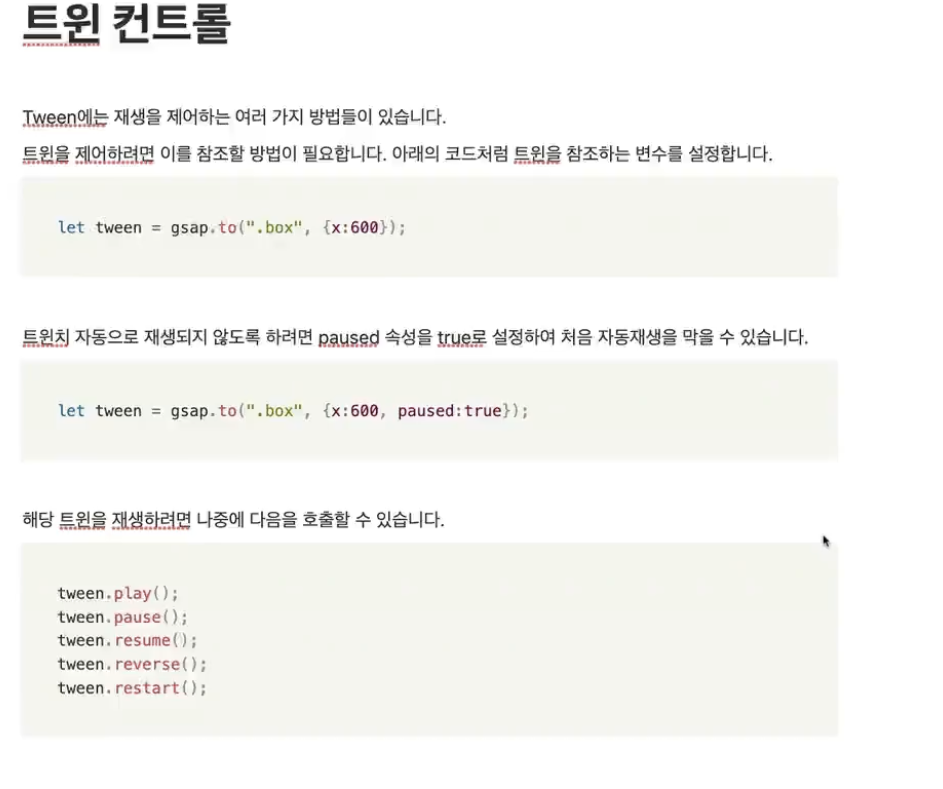 트윈 컨트롤
Tween에는 재생을 제어하는 여러 가지 방법들이 있습니다.
트윈을 제어하려면 이를 참조할 방법이 필요합니다. 아래의 코드처럼 트윈을 참조하는 변수를 설정합니다.
let tween = gsap.to(".box", {x:600});
트윈치 자동으로 재생되지 않도록 하려면 paused 속성을 true로 설정하여 처음 자동재생을 막을 수 있습니다.
let tween = gsap.to(".box", {x:600, paused:true});
해당 트윈을 재생하려면 나중에 다음을 호출할 수 있습니다.
tween.play();
tween.pause();
tween.resume();
tween.reverse();
tween.restart();